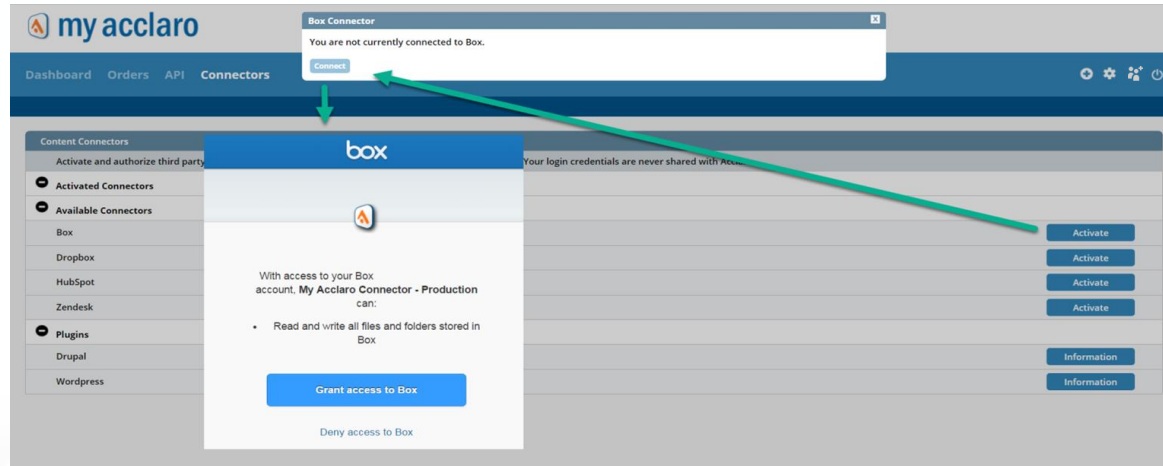 my acclaro
Box Connector
X
You are not currently connected to Box.
Connect
Dashboard Orders API Connectors
Content Connectors
Activate and authorize third party
Your login credentials are never shared with
Activated Connectors
Available Connectors
Box
Activate
Dropbox
Activate
HubSpot
Activate
Zendesk
Activate
Plugins
Drupal
Information
Wordpress
Information
box
With access to your Box
account, My Acclaro Connector - Production
can:
• Read and write all files and folders stored in
Box
Grant access to Box
Deny access to Box